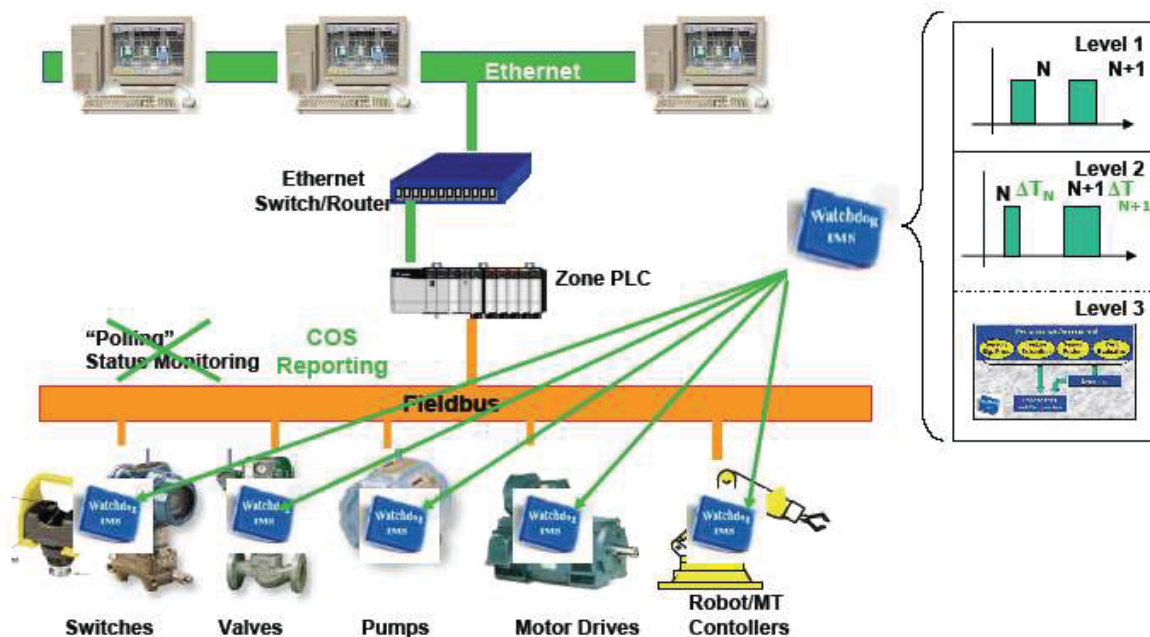 Ethernet
Ethernet
Switch/Router
Zone PLC
"Polling"
Status Monitoring
COS
Reporting
Fieldbus
Watchdog
IMS
Watchdog
IMS
Watchdog
IMS
Watchdog
IMS
Watchdog
IMS
Watchdog
IMS
Switches
Valves
Pumps
Motor Drives
Robot/MT
Contollers
Level 1
N N+1
Level 2
N ΔT N N+1 ΔT N+1
Level 3